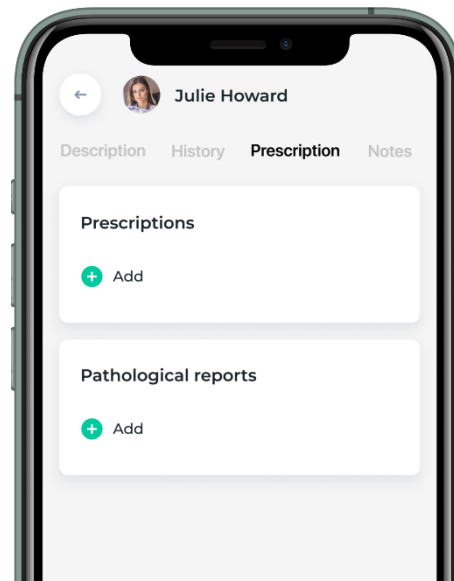 Julie Howard
Description History Prescription Notes
Prescriptions
Add
Pathological reports
Add